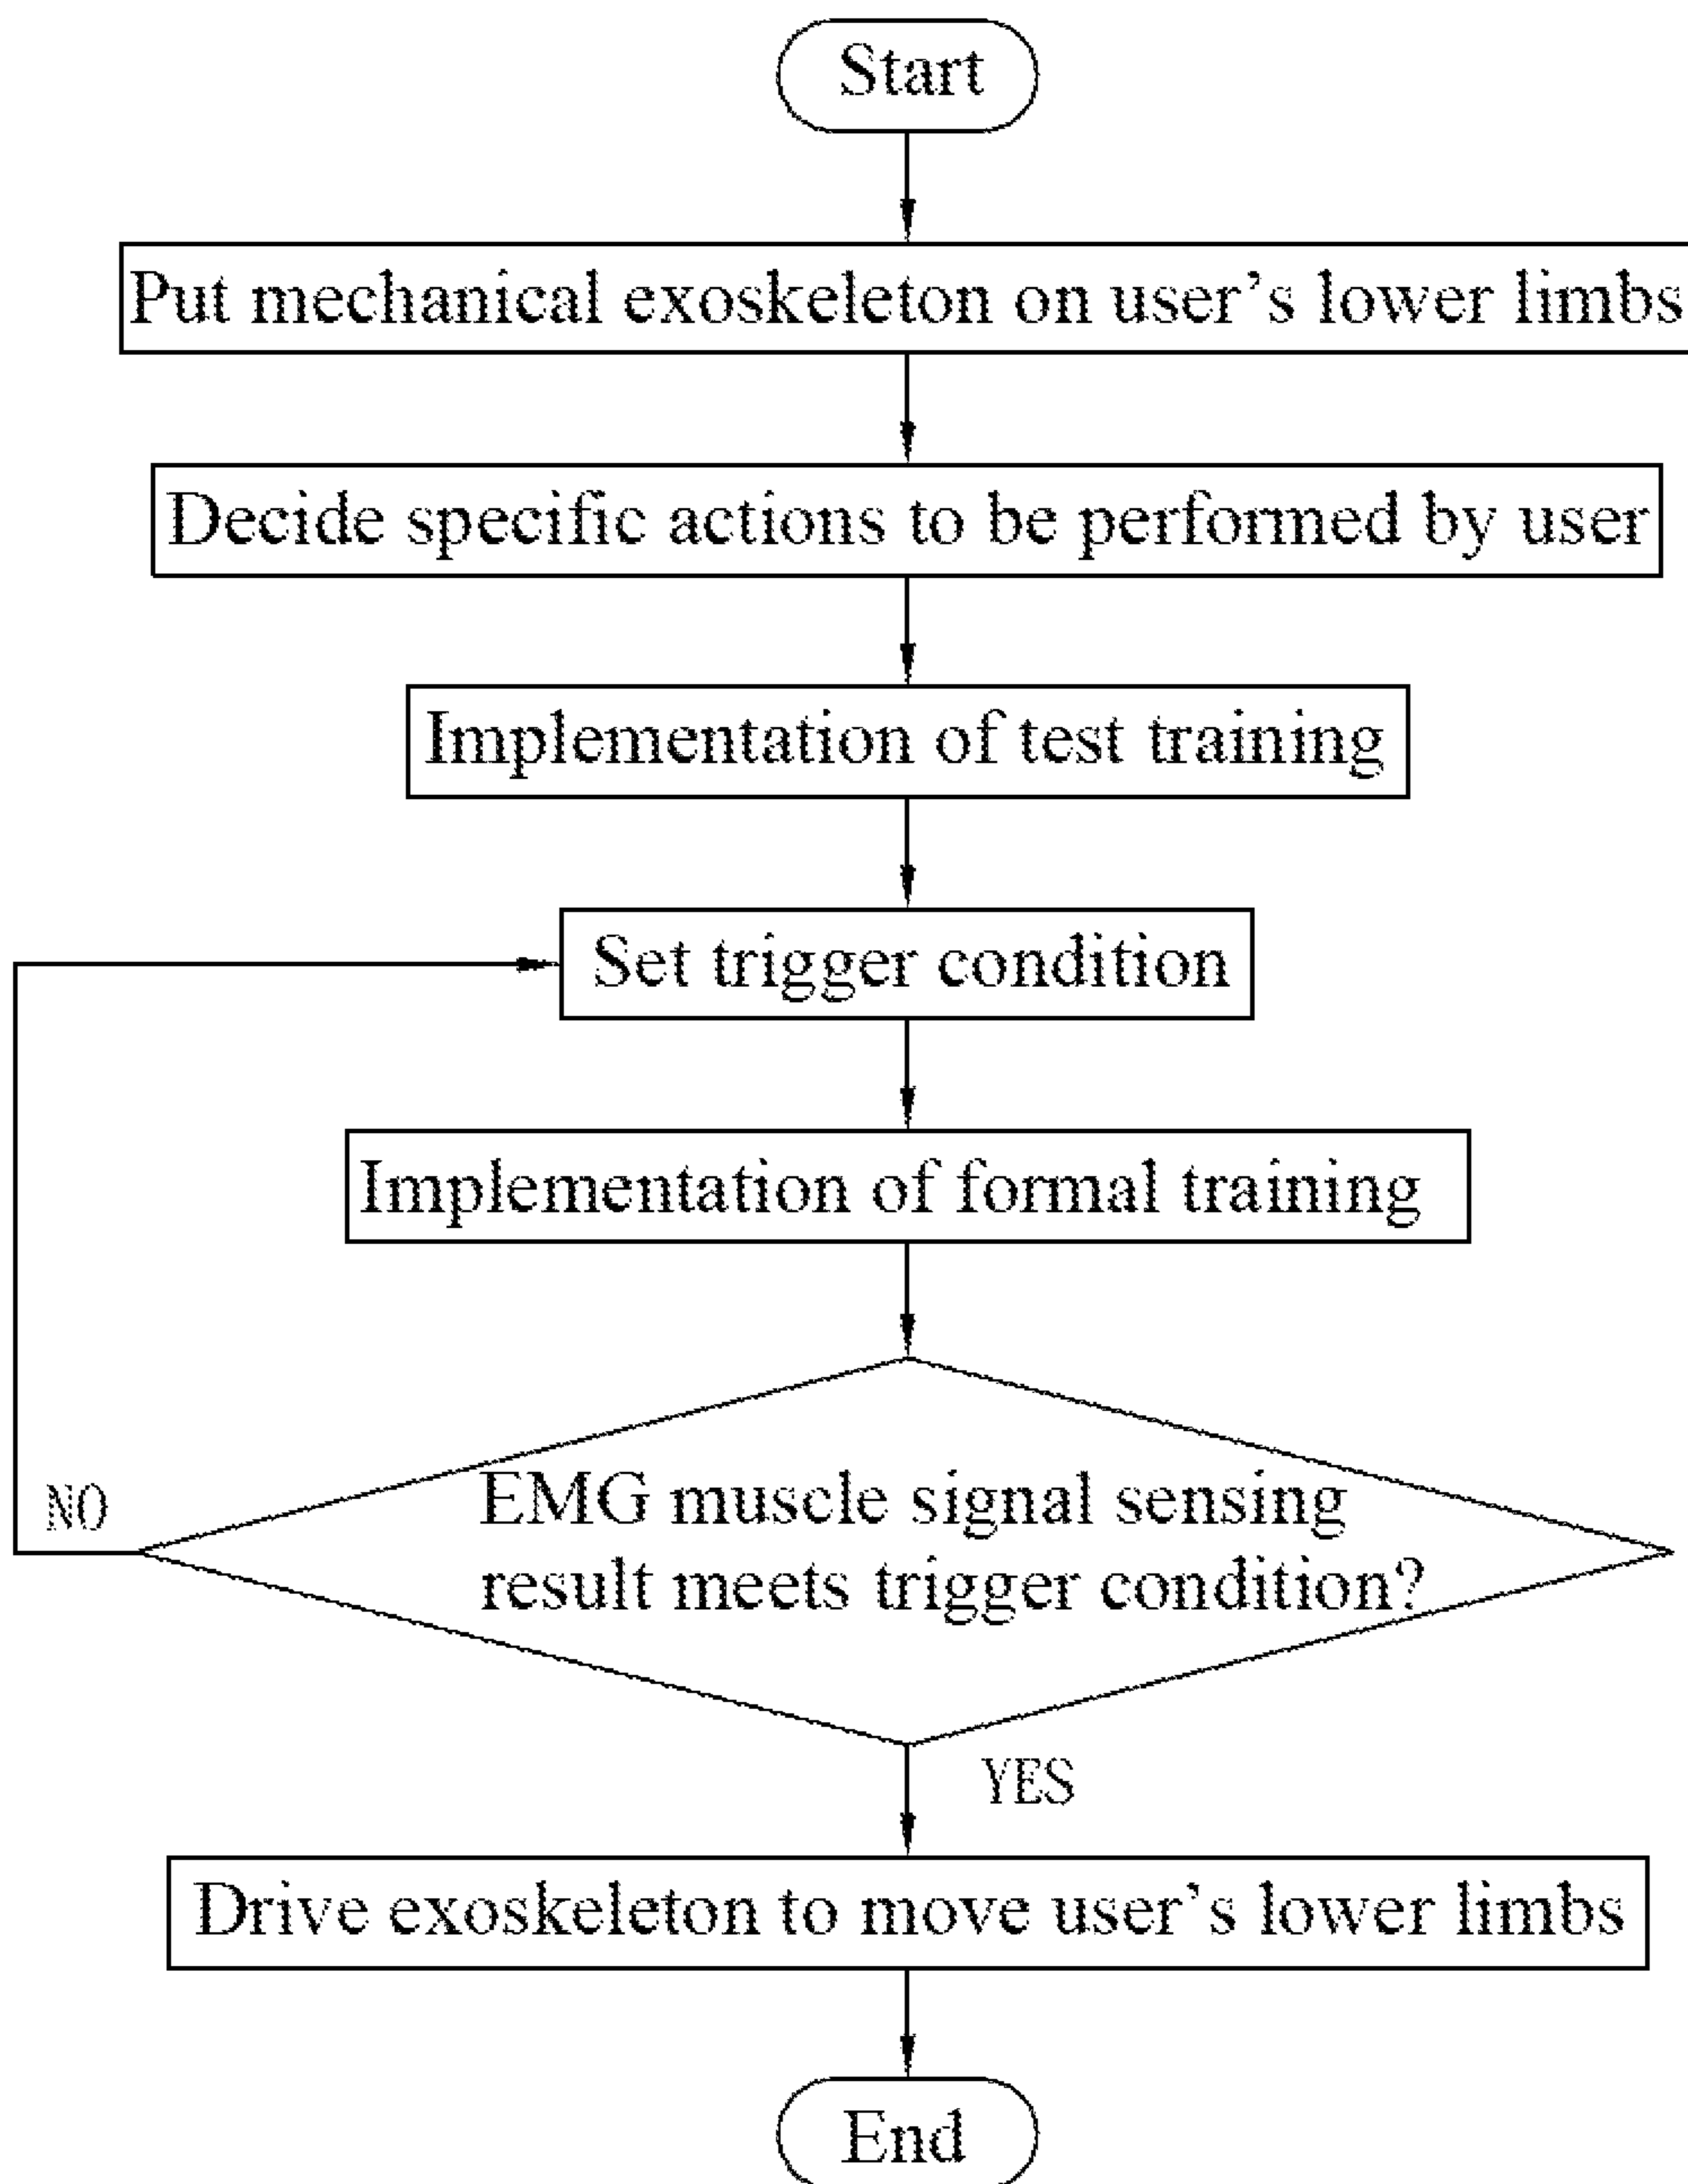 Start
Put mechanical exoskeleton on user's lower limbs
Decide specific actions to be performed by user
Implementation of test training
Set trigger condition
Implementation of formal training
EMG muscle signal sensing
result meets trigger condition?
NO
YES
Drive exoskeleton to move user's lower limbs
End